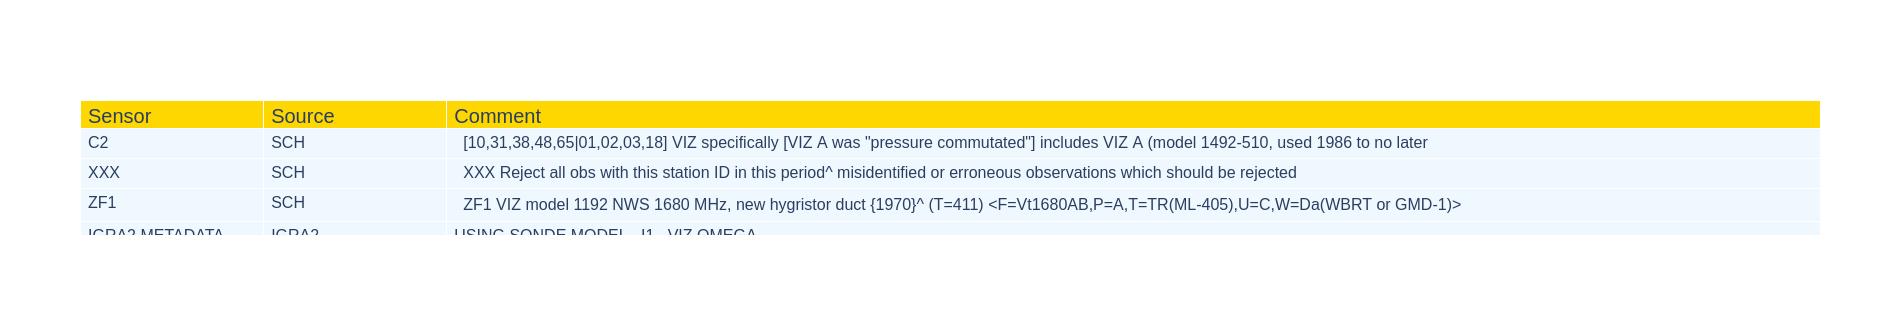 Sensor Source Comment
C2 SCH [10,31,38,48,65|01,02,03,18] VIZ specifically [VIZ A was "pressure commutated"] includes VIZ A (model 1492-510, used 1986 to no later
XXX SCH XXX Reject all obs with this station ID in this period^ misidentified or erroneous observations which should be rejected
ZF1 SCH ZF1 VIZ model 1192 NWS 1680 MHz, new hygristor duct {1970}^ (T=411) <F=Vt1680AB,P=A,T=TR(ML-405),U=C,W=Da(WBRT or GMD-1)>
IGRA2 METADATA IGRA2 USING SONDE MODEL - I1 - VIZ OMEGA